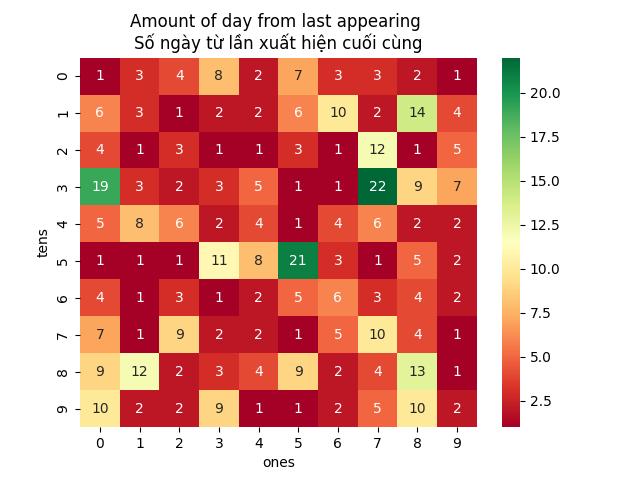 Amount of day from last appearing
Số ngày từ lần xuất hiện cuối cùng
0 1 3 4 8 2 7 3 3 2 1
1 6 3 1 2 2 6 10 2 14 4
2 4 1 3 1 1 3 1 12 1 5
3 19 3 2 3 5 1 1 22 9 7
4 5 8 6 2 4 1 4 6 2 2
5 1 1 1 11 8 21 3 1 5 2
6 4 1 3 1 2 5 6 3 4 2
7 7 1 9 2 2 1 5 10 4 1
8 9 12 2 3 4 9 2 4 13 1
9 10 2 2 9 1 1 2 5 10 2
0 1 2 3 4 5 6 7 8 9
ones
tens
20.0
17.5
15.0
12.5
10.0
7.5
5.0
2.5